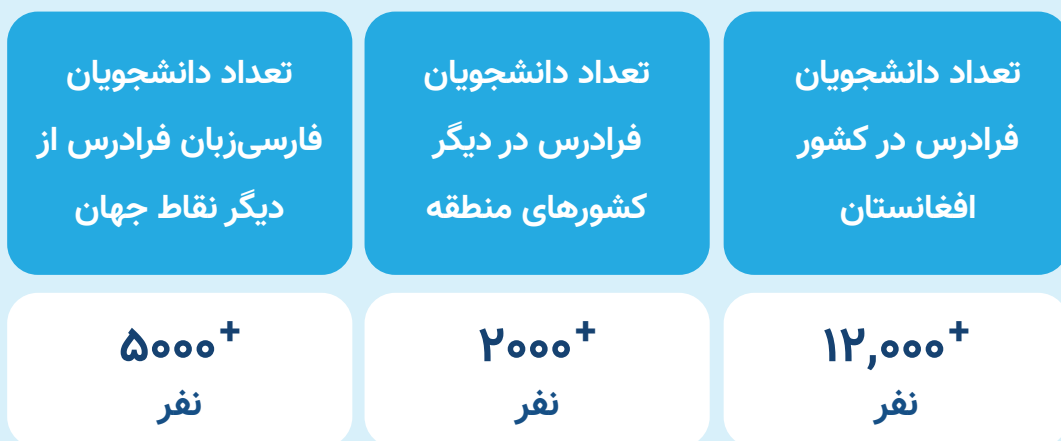 تعداد دانشجویان
فرادرس در کشور
افغانستان
۱۲,۰۰۰+
نفر
تعداد دانشجویان
فرادرس در دیگر
کشورهای منطقه
۲۰۰۰+
نفر
تعداد دانشجویان
فارسی‌زبان فرادرس از
دیگر نقاط جهان
۵۰۰۰+
نفر